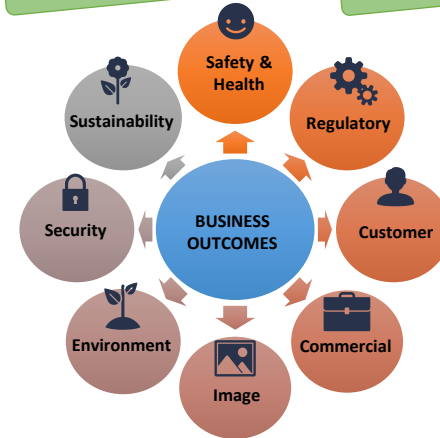 Safety &
Health
Regulatory
Customer
Commercial
Image
Environment
Security
Sustainability
BUSINESS
OUTCOMES